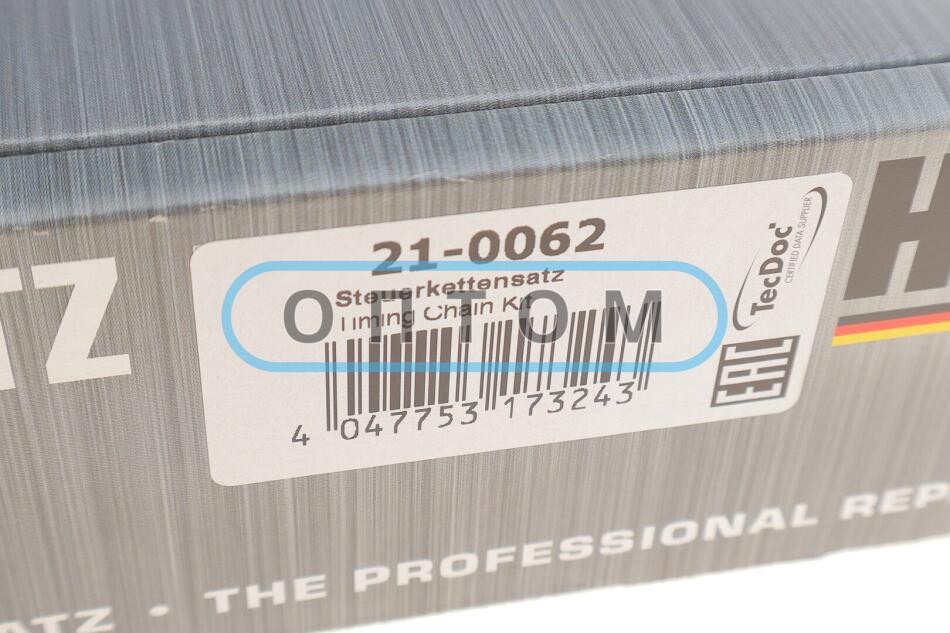 21-0062
Steuerkettensatz
Timing Chain Kit
ОПТОМ
4 047753 173243
TecDoc
CERTIFIED DATA SUPPLIER
EAC
TZ
H
ATZ • THE PROFESSIONAL REP